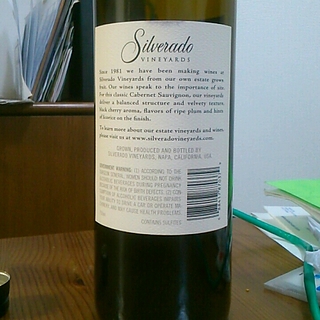 Silverado
VINEYARDS
Since 1981 we have been making wines at
Silverado Vineyards from our own estate grown
fruit. Our wines speak to the importance of site.
For this classic Cabernet Sauvignon, our vineyards
deliver a balanced structure and velvety texture,
black cherry aroma, flavors of ripe plum and hints
of licorice on the finish.
To learn more about our estate vineyards and wines,
please visit us at www.silveradovineyards.com.
GROWN, PRODUCED AND BOTTLED BY
SILVERADO VINEYARDS, NAPA, CALIFORNIA, USA
GOVERNMENT WARNING: (1) ACCORDING TO THE
SURGEON GENERAL, WOMEN SHOULD NOT DRINK
ALCOHOLIC BEVERAGES DURING PREGNANCY
BECAUSE OF THE RISK OF BIRTH DEFECTS. (2) CON-
SUMPTION OF ALCOHOLIC BEVERAGES IMPAIRS
YOUR ABILITY TO DRIVE A CAR OR OPERATE MA-
CHINERY, AND MAY CAUSE HEALTH PROBLEMS.
CONTAINS SULFITES